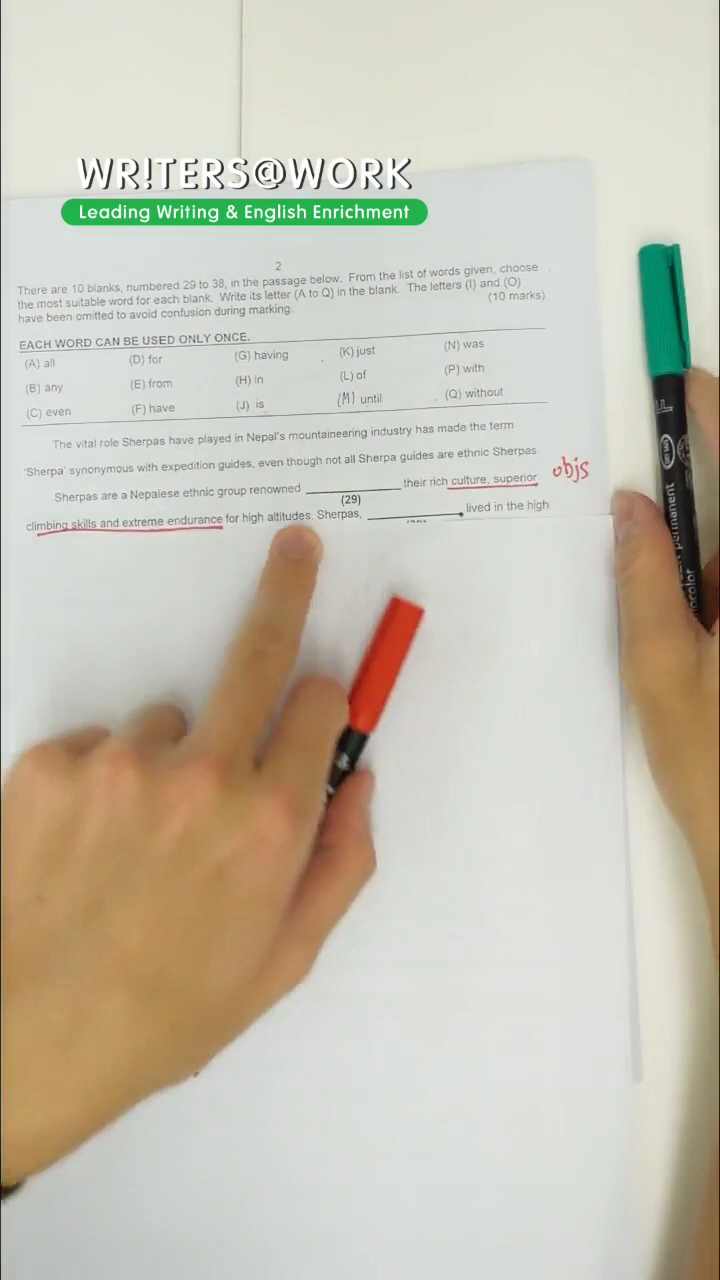 WR!TERS@WORK
Leading Writing & English Enrichment
2
There are 10 blanks, numbered 29 to 38, in the passage below. From the list of words given, choose
the most suitable word for each blank. Write its letter (A to Q) in the blank. The letters (I) and (O)
have been omitted to avoid confusion during marking. (10 marks)
EACH WORD CAN BE USED ONLY ONCE.
(A) all (D) for (G) having (K) just (N) was
(B) any (E) from (H) in (L) of (P) with
(C) even (F) have (J) is (M) until (Q) without
The vital role Sherpas have played in Nepal's mountaineering industry has made the term
'Sherpa' synonymous with expedition guides, even though not all Sherpa guides are ethnic Sherpas
Sherpas are a Nepalese ethnic group renowned ____________ their rich culture, superior objs
(29)
climbing skills and extreme endurance for high altitudes. Sherpas, ____________ lived in the high
permanent